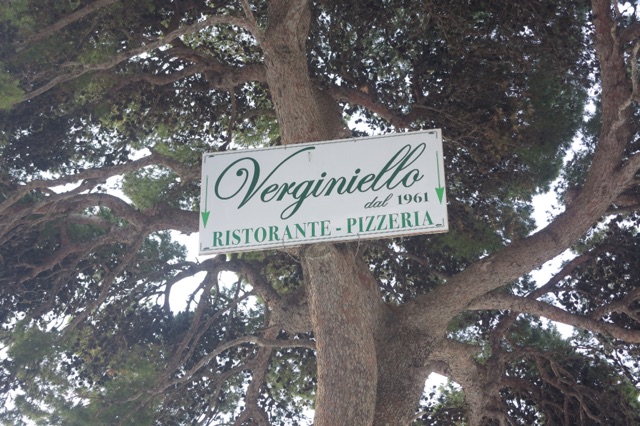 Verginiello
dal 1961
RISTORANTE - PIZZERIA